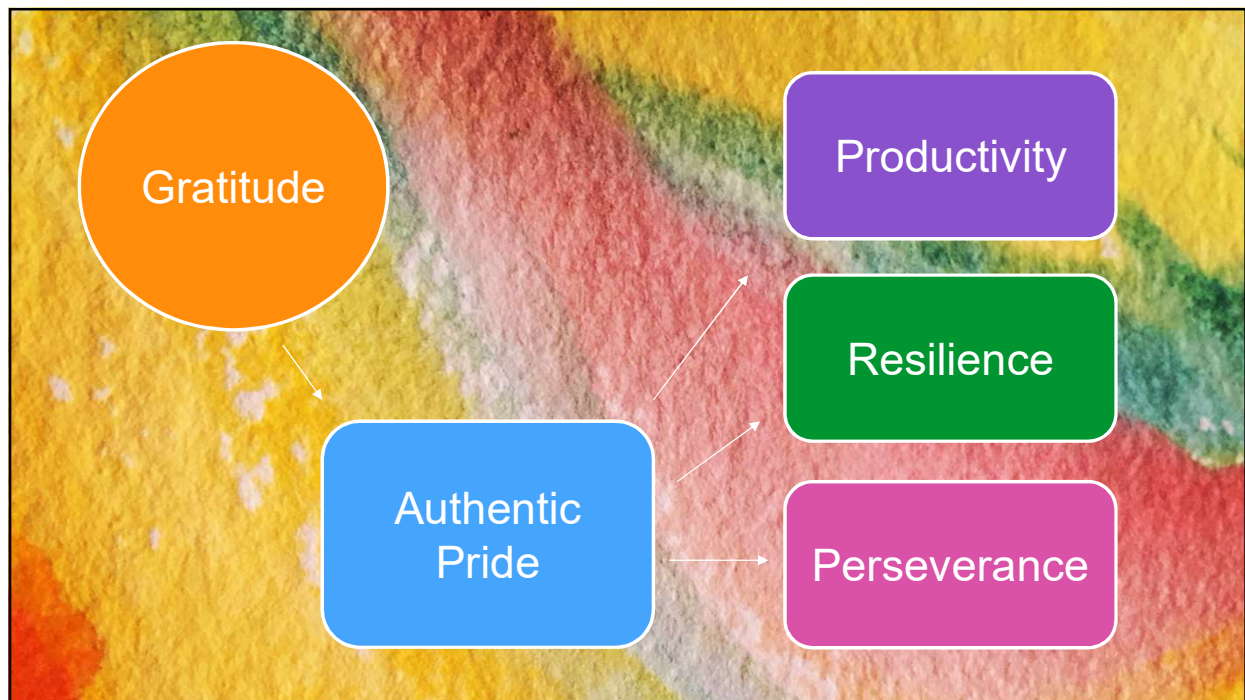 Gratitude
Productivity
Resilience
Authentic
Pride
Perseverance